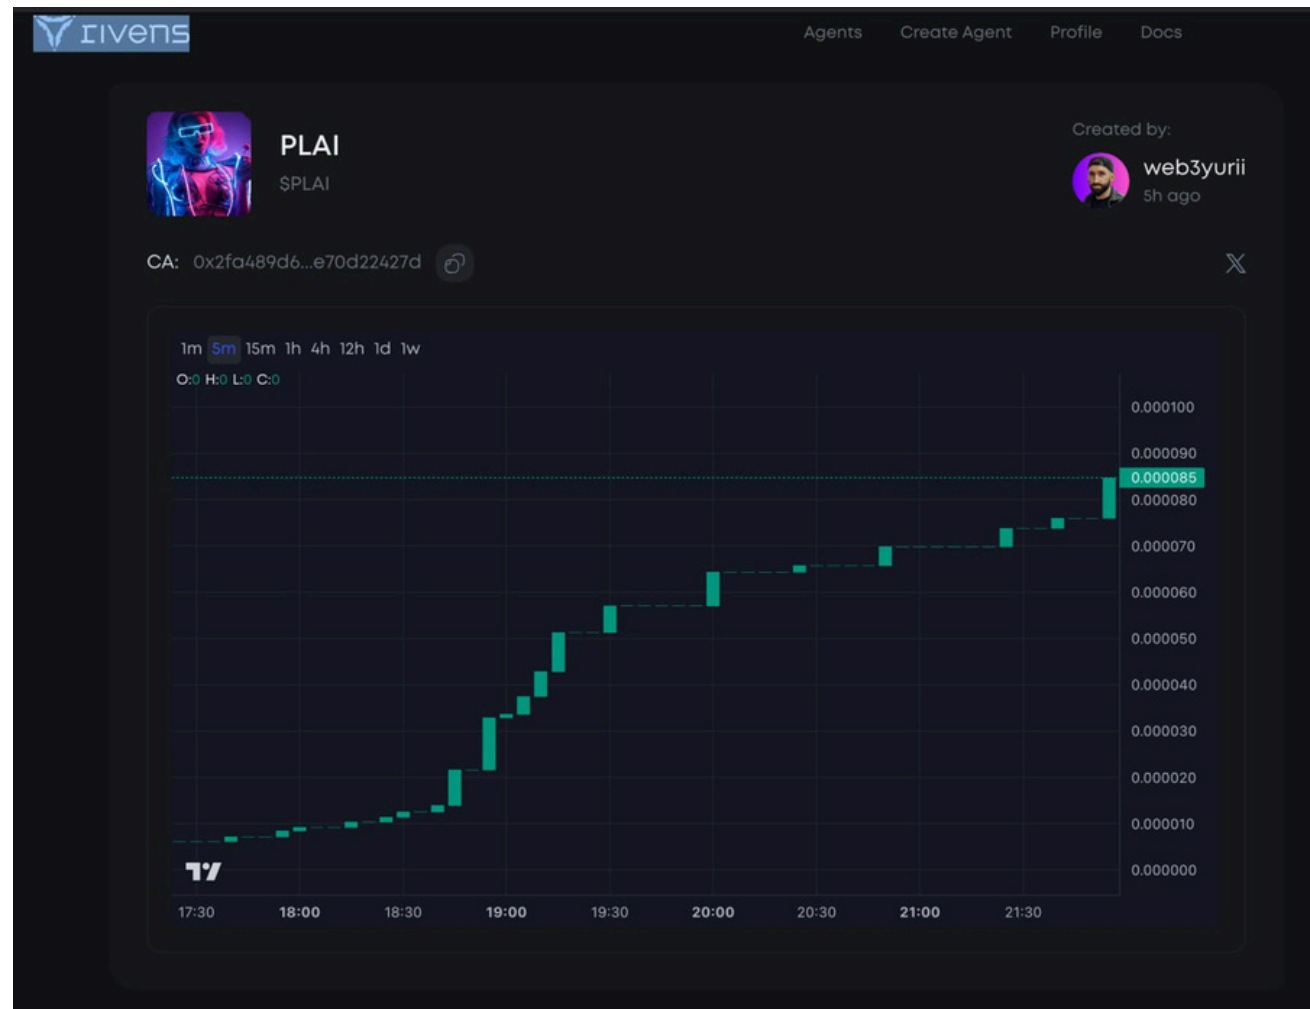 rivens
Agents Create Agent Profile Docs
PLAI
$PLAI
Created by:
web3yurii
5h ago
CA: 0x2fa489d6...e70d22427d
1m 5m 15m 1h 4h 12h 1d 1w
O:0 H:0 L:0 C:0
0.000100
0.000090
0.000085
0.000080
0.000070
0.000060
0.000050
0.000040
0.000030
0.000020
0.000010
0.000000
17:30 18:00 18:30 19:00 19:30 20:00 20:30 21:00 21:30